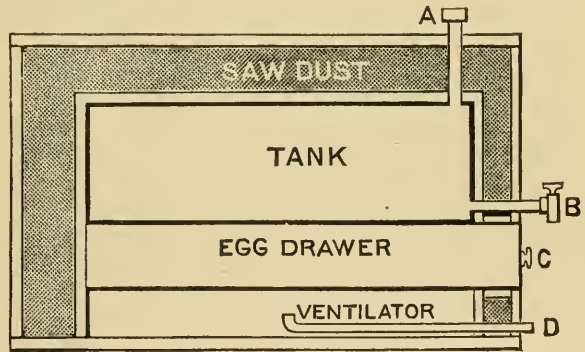 A
SAW DUST
TANK
B
EGG DRAWER
C
VENTILATOR
D